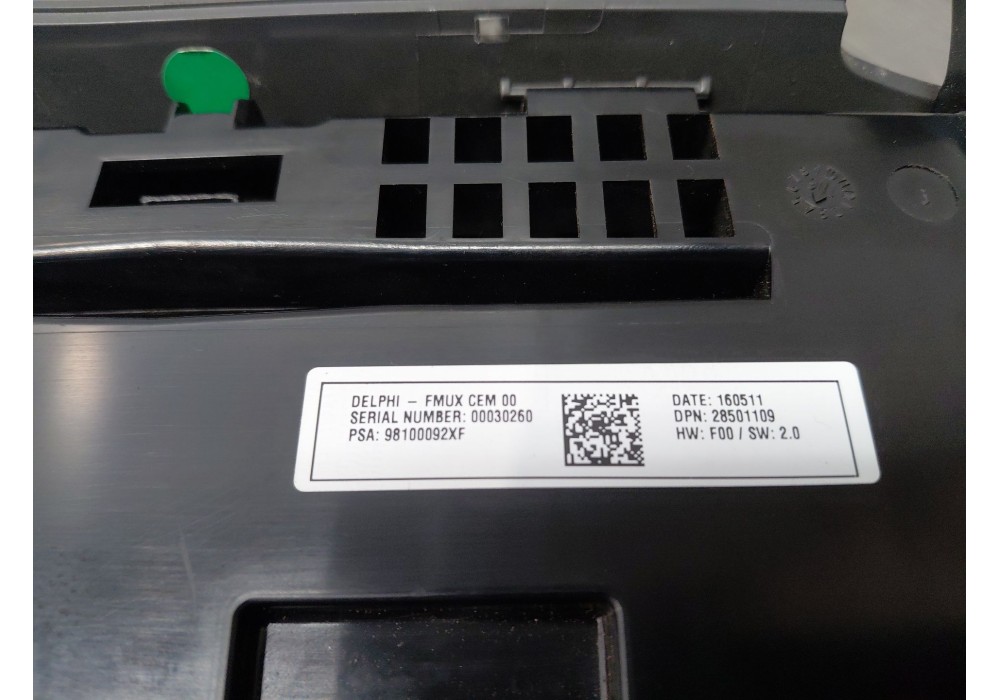 DELPHI – FMUX CEM 00
SERIAL NUMBER: 00030260
PSA: 98100092XF
DATE: 160511
DPN: 28501109
HW: F00 / SW: 2.0